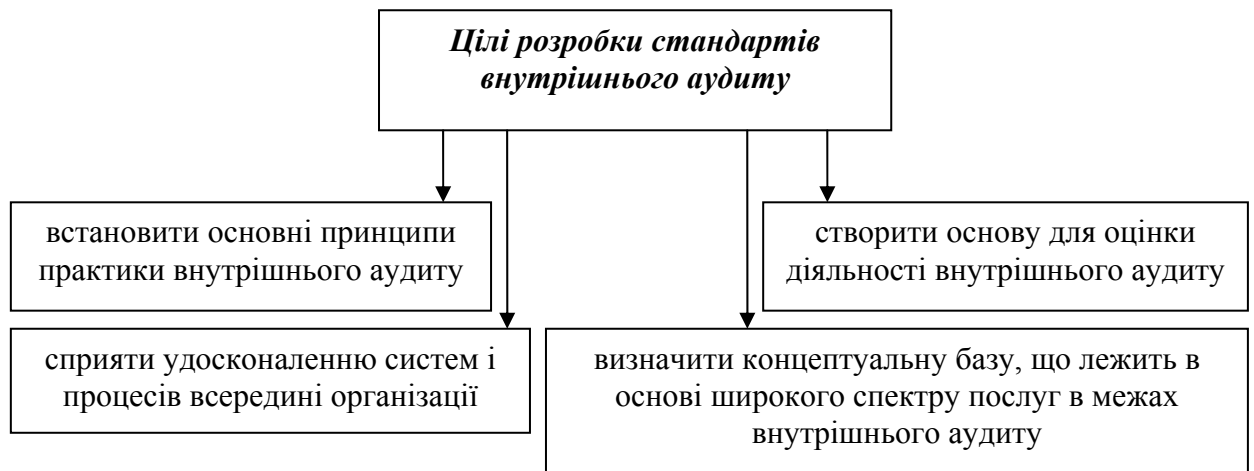 Цілі розробки стандартів
внутрішнього аудиту
встановити основні принципи
практики внутрішнього аудиту
створити основу для оцінки
діяльності внутрішнього аудиту
сприяти удосконаленню систем і
процесів всередині організації
визначити концептуальну базу, що лежить в
основі широкого спектру послуг в межах
внутрішнього аудиту